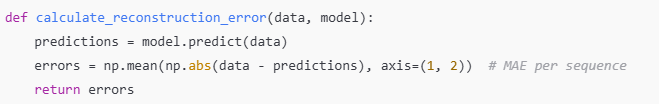 def calculate_reconstruction_error(data, model):
    predictions = model.predict(data)
    errors = np.mean(np.abs(data - predictions), axis=(1, 2))  # MAE per sequence
    return errors